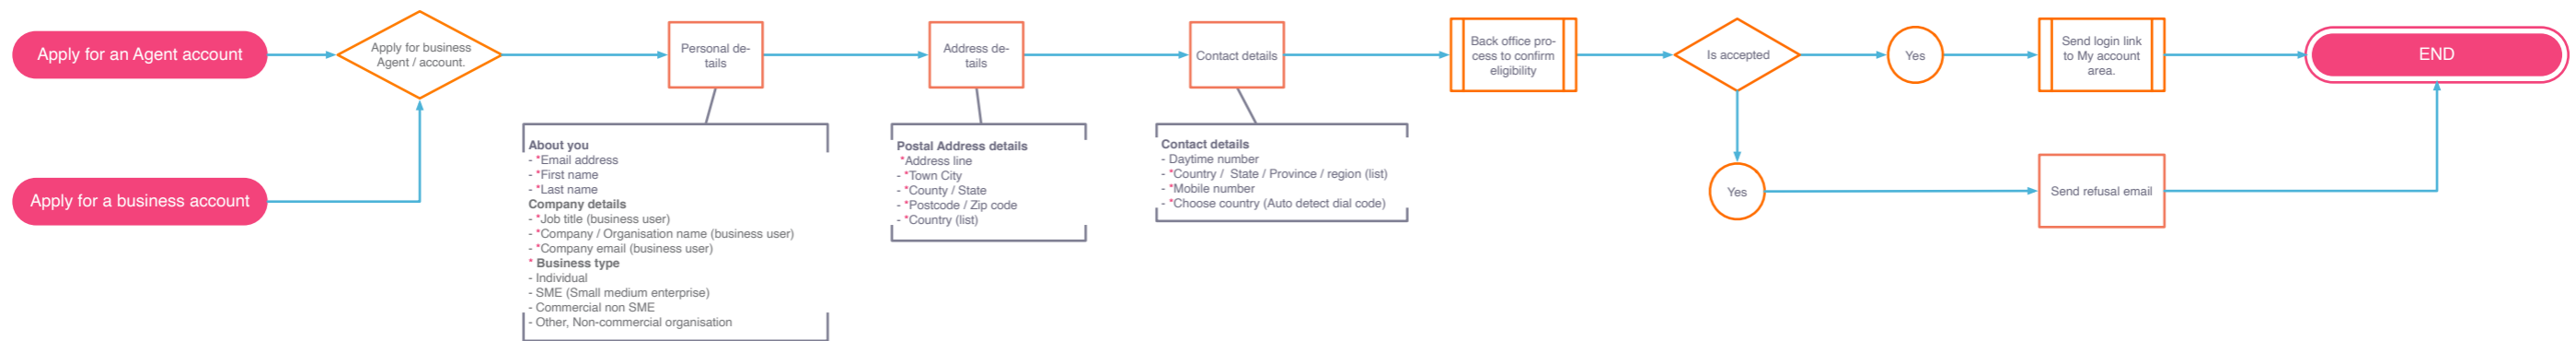 Apply for an Agent account
Apply for a business account
Apply for business
Agent / account.
Personal de-
tails
About you
- *Email address
- *First name
- *Last name
Company details
- *Job title (business user)
- *Company / Organisation name (business user)
- *Company email (business user)
* Business type
- Individual
- SME (Small medium enterprise)
- Commercial non SME
- Other, Non-commercial organisation
Address de-
tails
Postal Address details
*Address line
- *Town City
- *County / State
- *Postcode / Zip code
- *Country (list)
Contact details
Contact details
- Daytime number
- *Country / State / Province / region (list)
- *Mobile number
- *Choose country (Auto detect dial code)
Back office pro-
cess to confirm
eligibility
Is accepted
Yes
Send login link
to My account
area.
END
Yes
Send refusal email